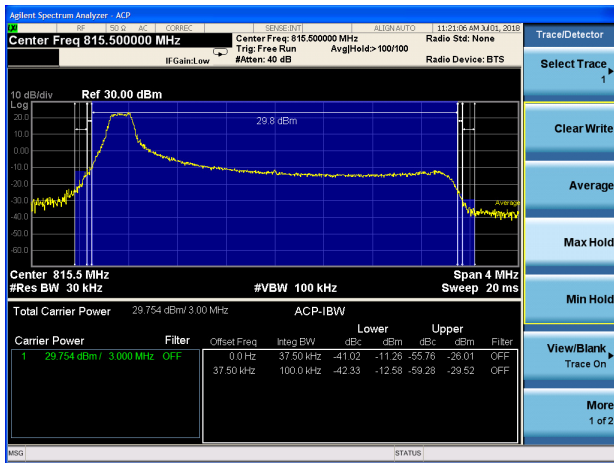 Agilent Spectrum Analyzer - ACP
RF 50 Ω AC CORREC SENSE:INT ALIGN AUTO 11:21:06 AM Jul 01, 2018
Center Freq 815.500000 MHz
Center Freq: 815.500000 MHz
Radio Std: None
Trig: Free Run Avg|Hold:> 100/100
IFGain:Low #Atten: 40 dB Radio Device: BTS
10 dB/div Ref 30.00 dBm
Log
20.0
10.0
0.00
-10.0
-20.0
-30.0
-40.0
-50.0
-60.0
29.8 dBm
Average
Center 815.5 MHz Span 4 MHz
#Res BW 30 kHz #VBW 100 kHz Sweep 20 ms
Total Carrier Power 29.754 dBm/ 3.00 MHz ACP-IBW
Lower Upper
Carrier Power Filter Offset Freq Integ BW dBc dBm dBc dBm Filter
1 29.754 dBm / 3.000 MHz OFF 0.0 Hz 37.50 kHz -41.02 -11.26 -55.76 -26.01 OFF
37.50 kHz 100.0 kHz -42.33 -12.58 -59.28 -29.52 OFF
MSG STATUS
Trace/Detector
Select Trace
1
Clear Write
Average
Max Hold
Min Hold
View/Blank
Trace On
More
1 of 2